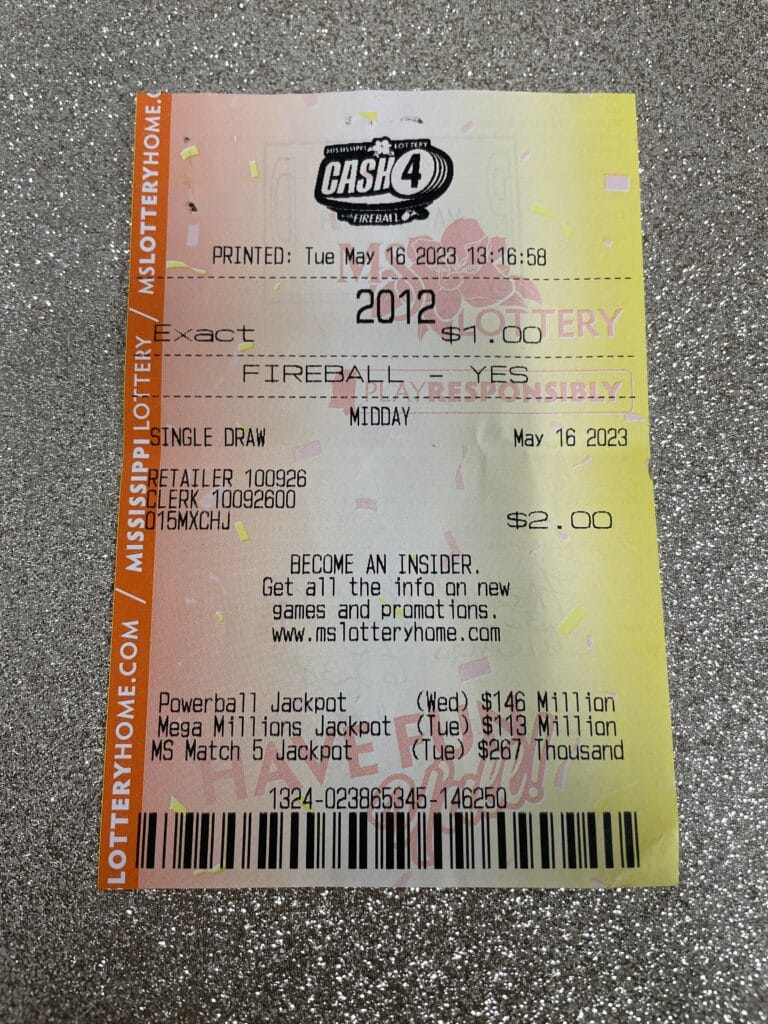 MISSISSIPPI LOTTERY
CASH 4
FIREBALL
PRINTED: Tue May 16 2023 13:16:58
2012
Exact $1.00
FIREBALL - YES
MIDDAY
SINGLE DRAW May 16 2023
RETAILER 100926
CLERK 10092600
015MXCHJ $2.00
BECOME AN INSIDER.
Get all the info on new
games and promotions.
www.mslotteryhome.com
Powerball Jackpot (Wed) $146 Million
Mega Millions Jackpot (Tue) $113 Million
MS Match 5 Jackpot (Tue) $267 Thousand
1324-023865345-146250
LOTTERYHOME.COM / MISSISSIPPI LOTTERY / MSLOTTERYHOME.C
MS LOTTERY
PLAY RESPONSIBLY
HAVE FUN
Y'all!